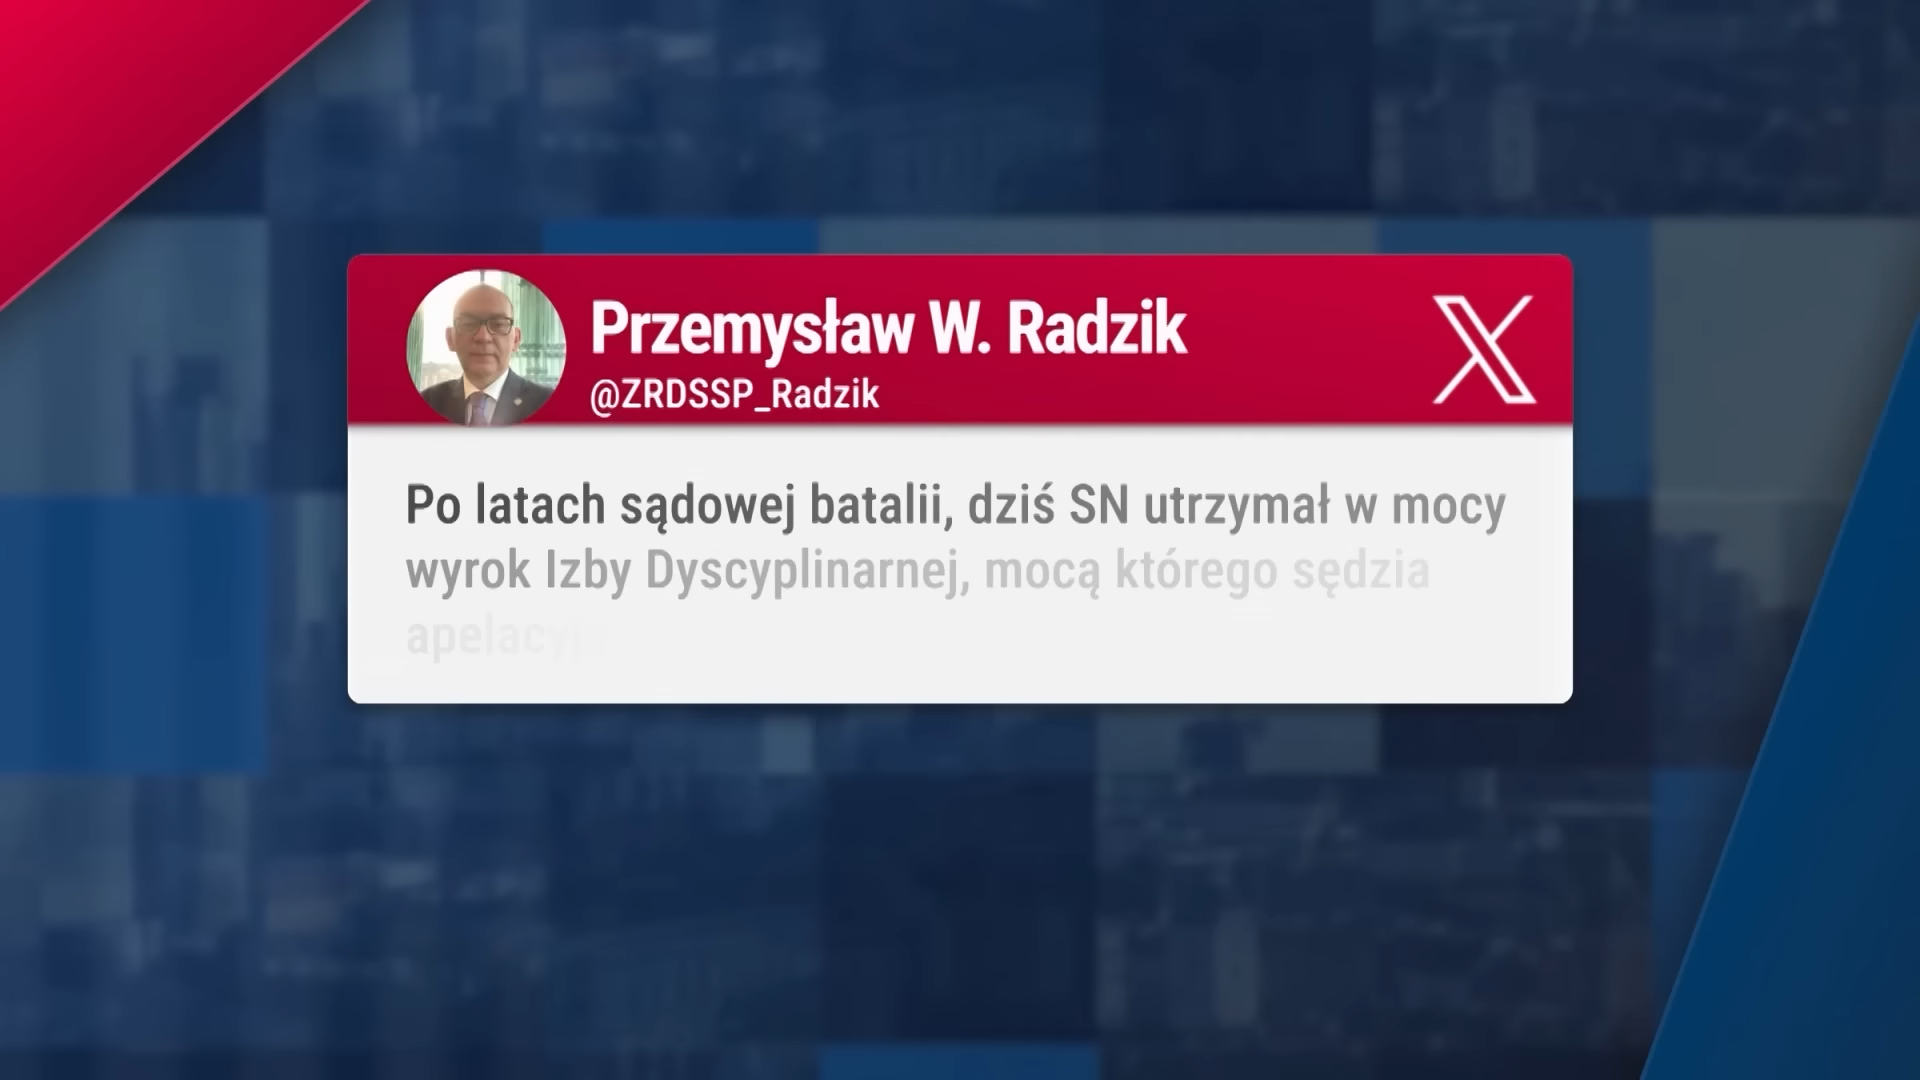 Przemysław W. Radzik
@ZRDSSP_Radzik
Po latach sądowej batalii, dziś SN utrzymał w mocy
wyrok Izby Dyscyplinarnej, mocą którego sędzia